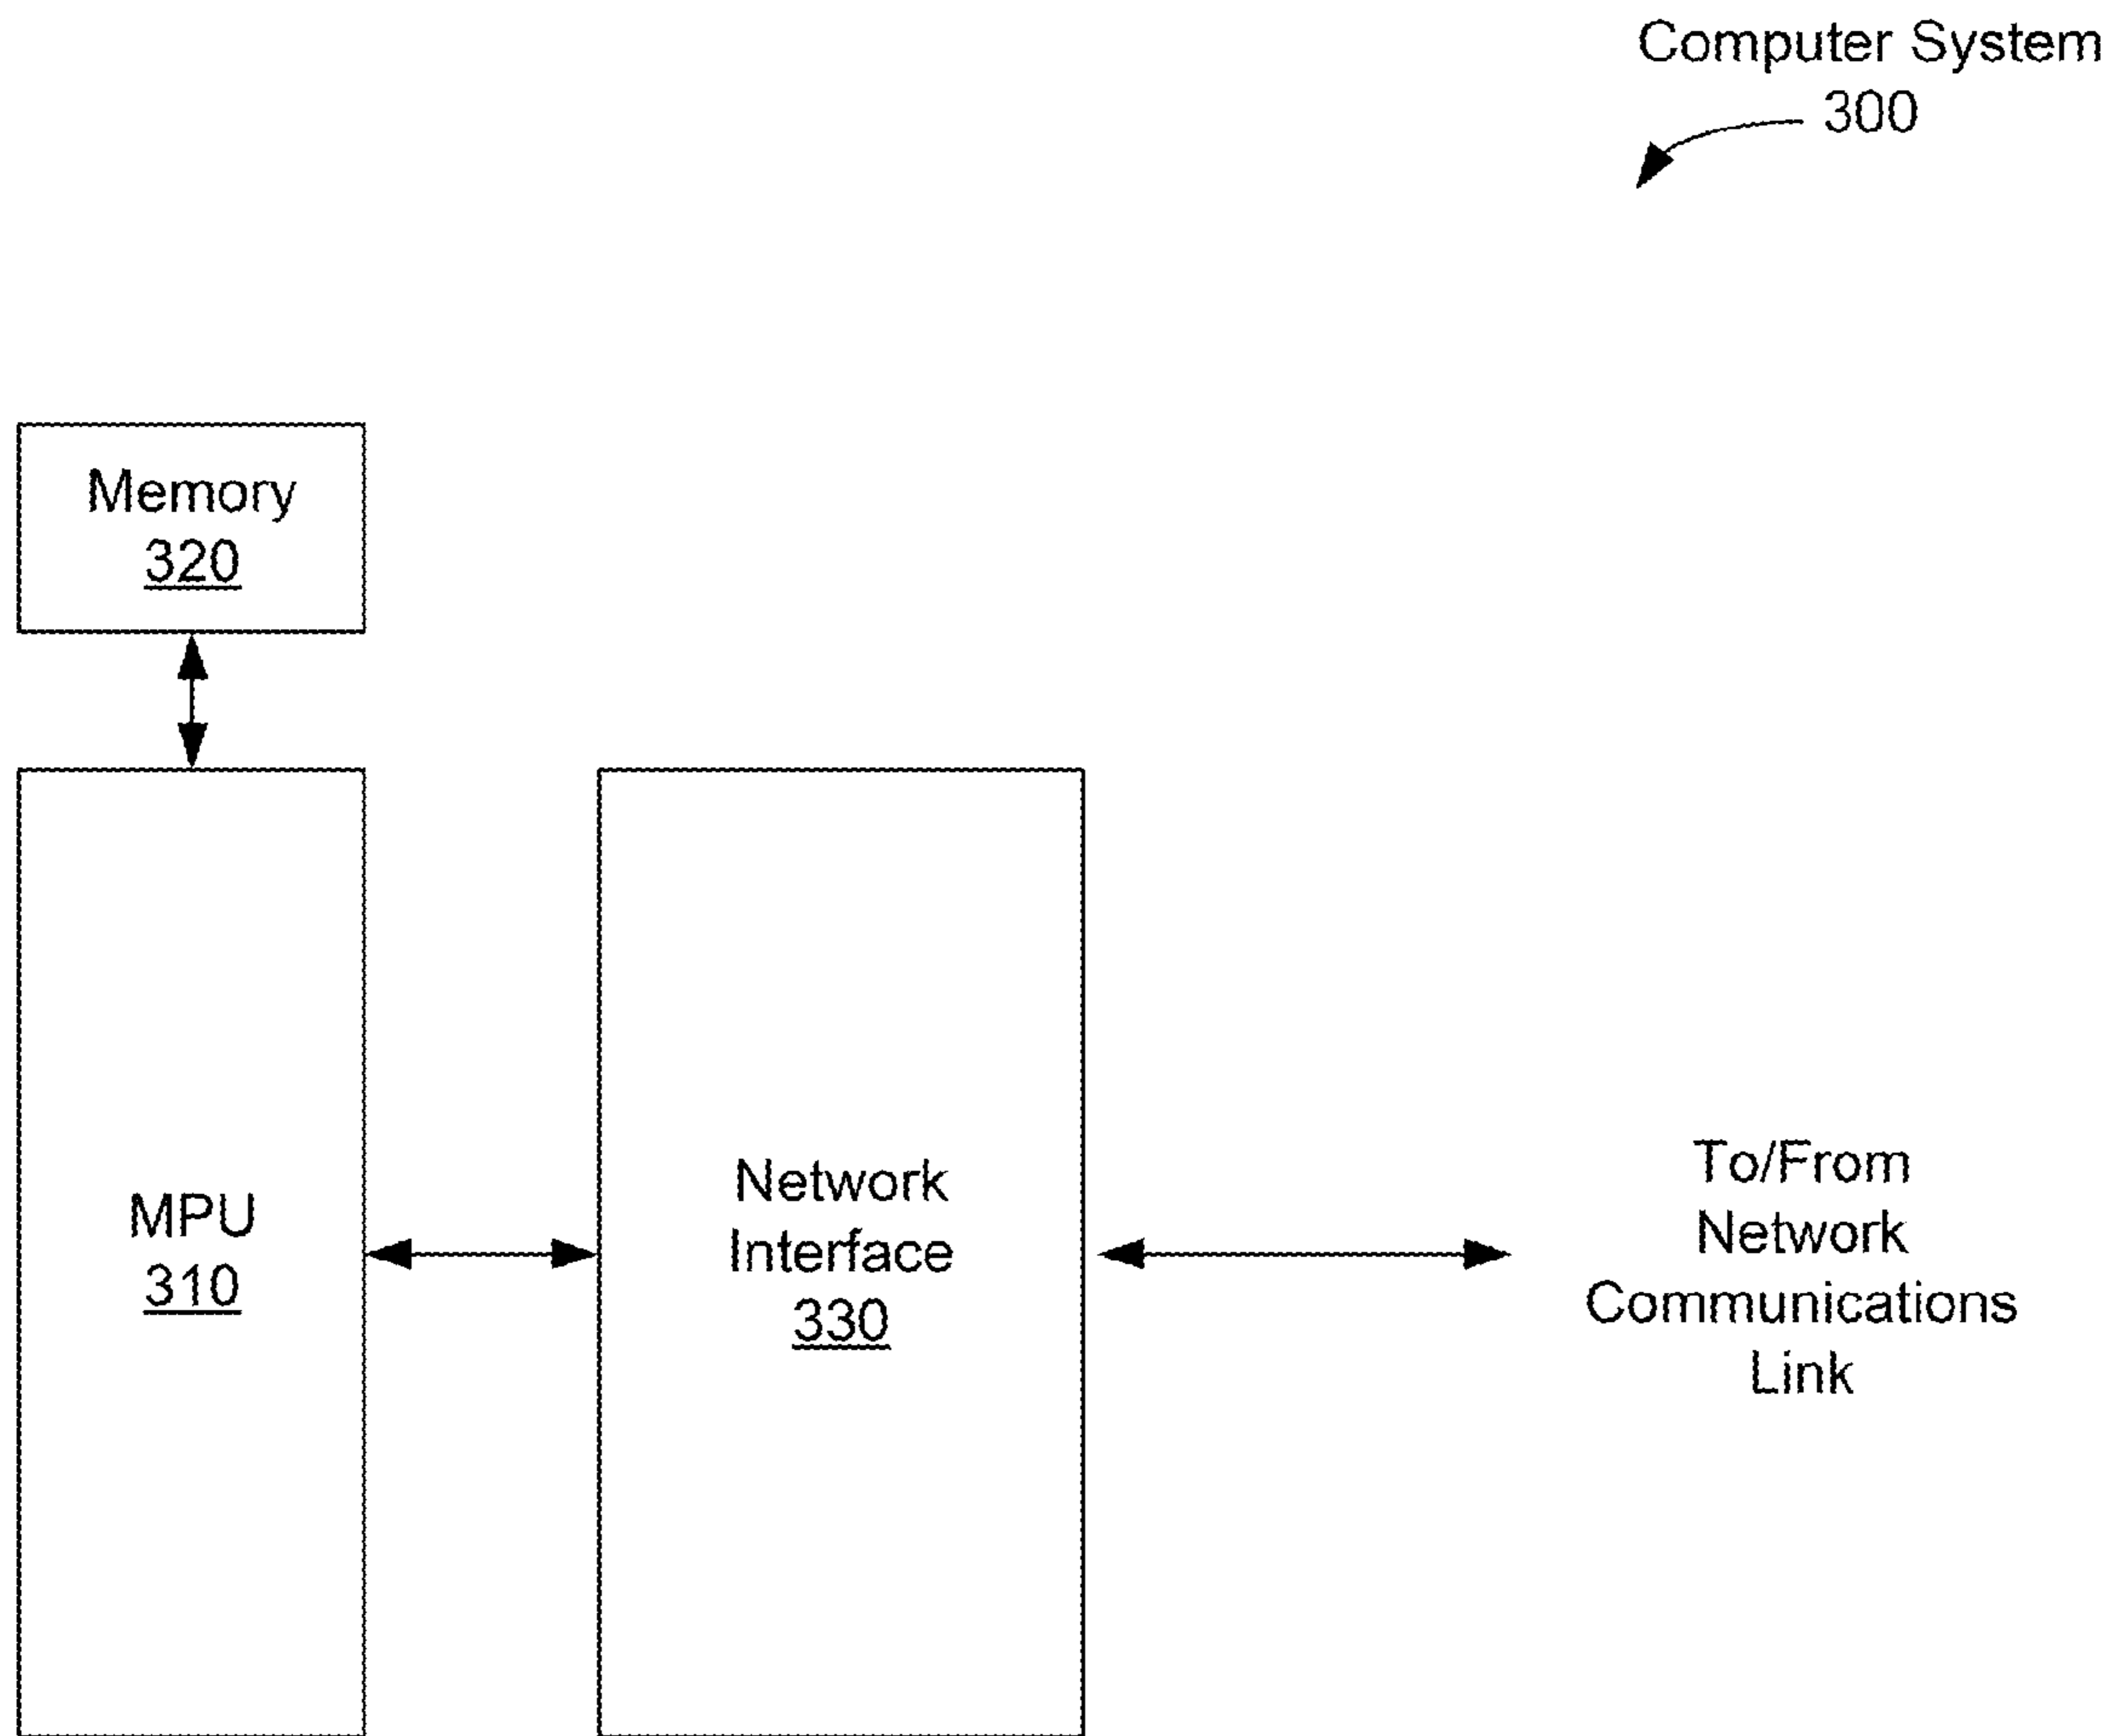 Computer System
300
Memory
320
MPU
310
Network
Interface
330
To/From
Network
Communications
Link